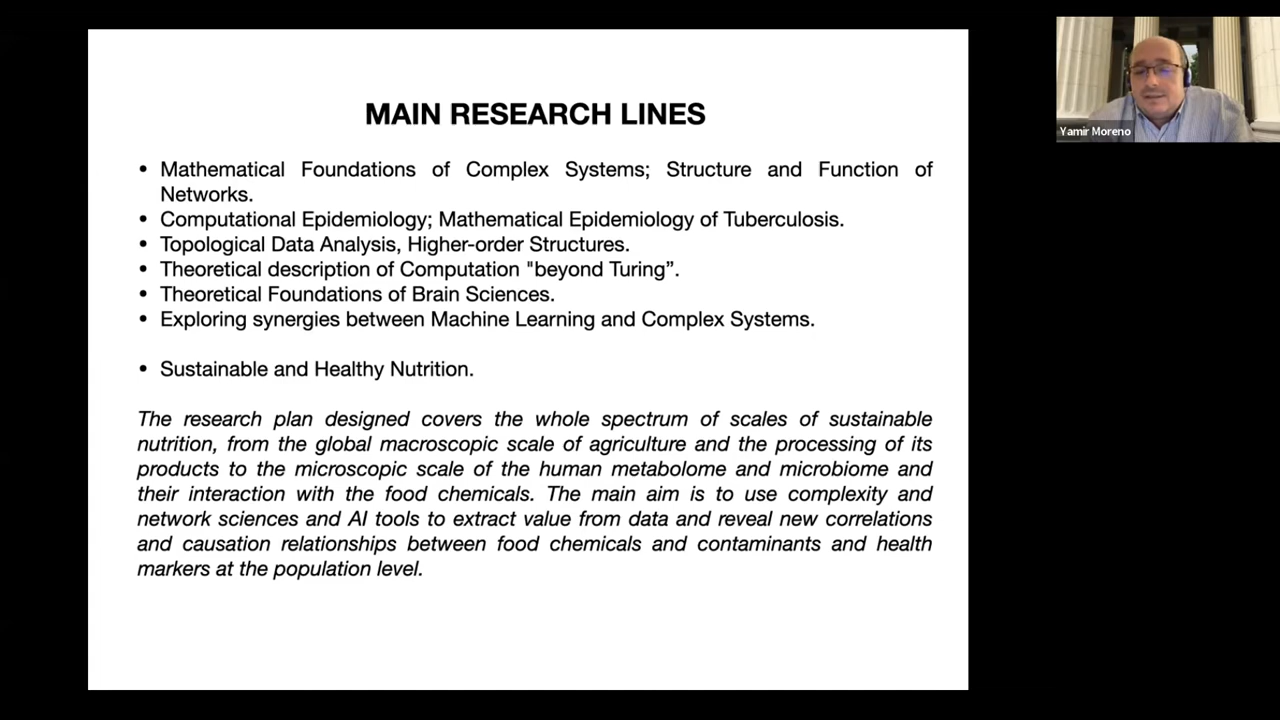 MAIN RESEARCH LINES
• Mathematical Foundations of Complex Systems; Structure and Function of
Networks.
• Computational Epidemiology; Mathematical Epidemiology of Tuberculosis.
• Topological Data Analysis, Higher-order Structures.
• Theoretical description of Computation "beyond Turing”.
• Theoretical Foundations of Brain Sciences.
• Exploring synergies between Machine Learning and Complex Systems.
• Sustainable and Healthy Nutrition.
The research plan designed covers the whole spectrum of scales of sustainable
nutrition, from the global macroscopic scale of agriculture and the processing of its
products to the microscopic scale of the human metabolome and microbiome and
their interaction with the food chemicals. The main aim is to use complexity and
network sciences and AI tools to extract value from data and reveal new correlations
and causation relationships between food chemicals and contaminants and health
markers at the population level.
Yamir Moreno